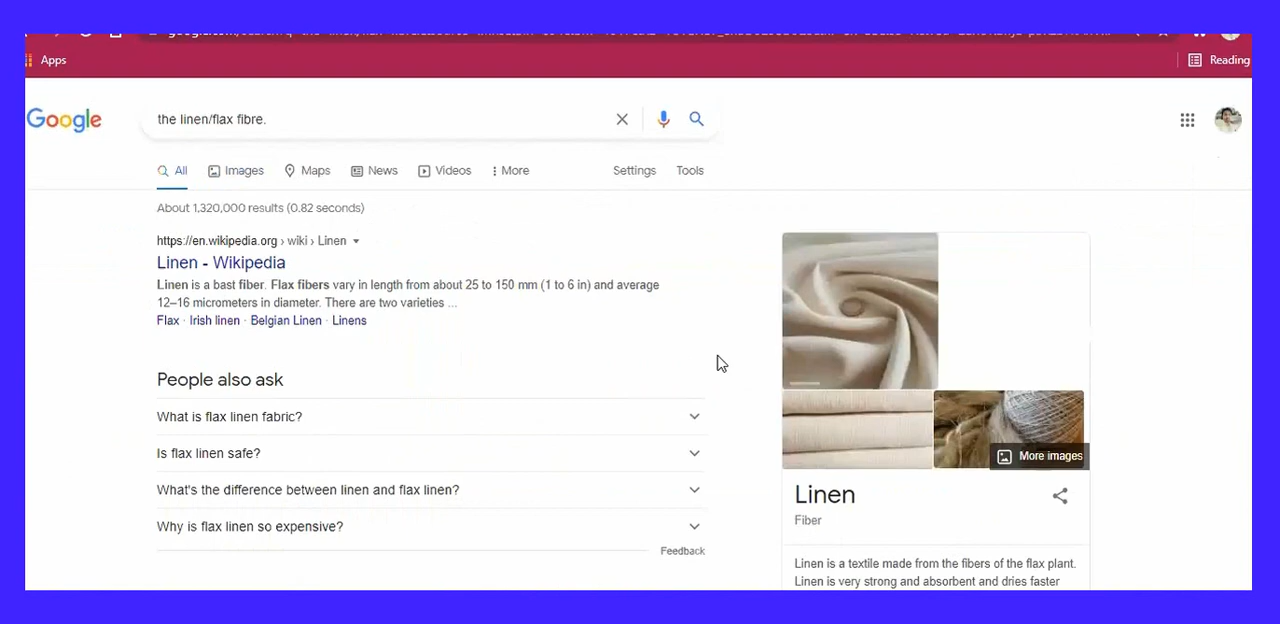 Apps
Reading
Google
the linen/flax fibre.
All Images Maps News Videos More Settings Tools
About 1,320,000 results (0.82 seconds)
https://en.wikipedia.org › wiki › Linen
Linen - Wikipedia
Linen is a bast fiber. Flax fibers vary in length from about 25 to 150 mm (1 to 6 in) and average
12–16 micrometers in diameter. There are two varieties ...
Flax · Irish linen · Belgian Linen · Linens
People also ask
What is flax linen fabric?
Is flax linen safe?
What's the difference between linen and flax linen?
Why is flax linen so expensive?
Feedback
More images
Linen
Fiber
Linen is a textile made from the fibers of the flax plant.
Linen is very strong and absorbent and dries faster